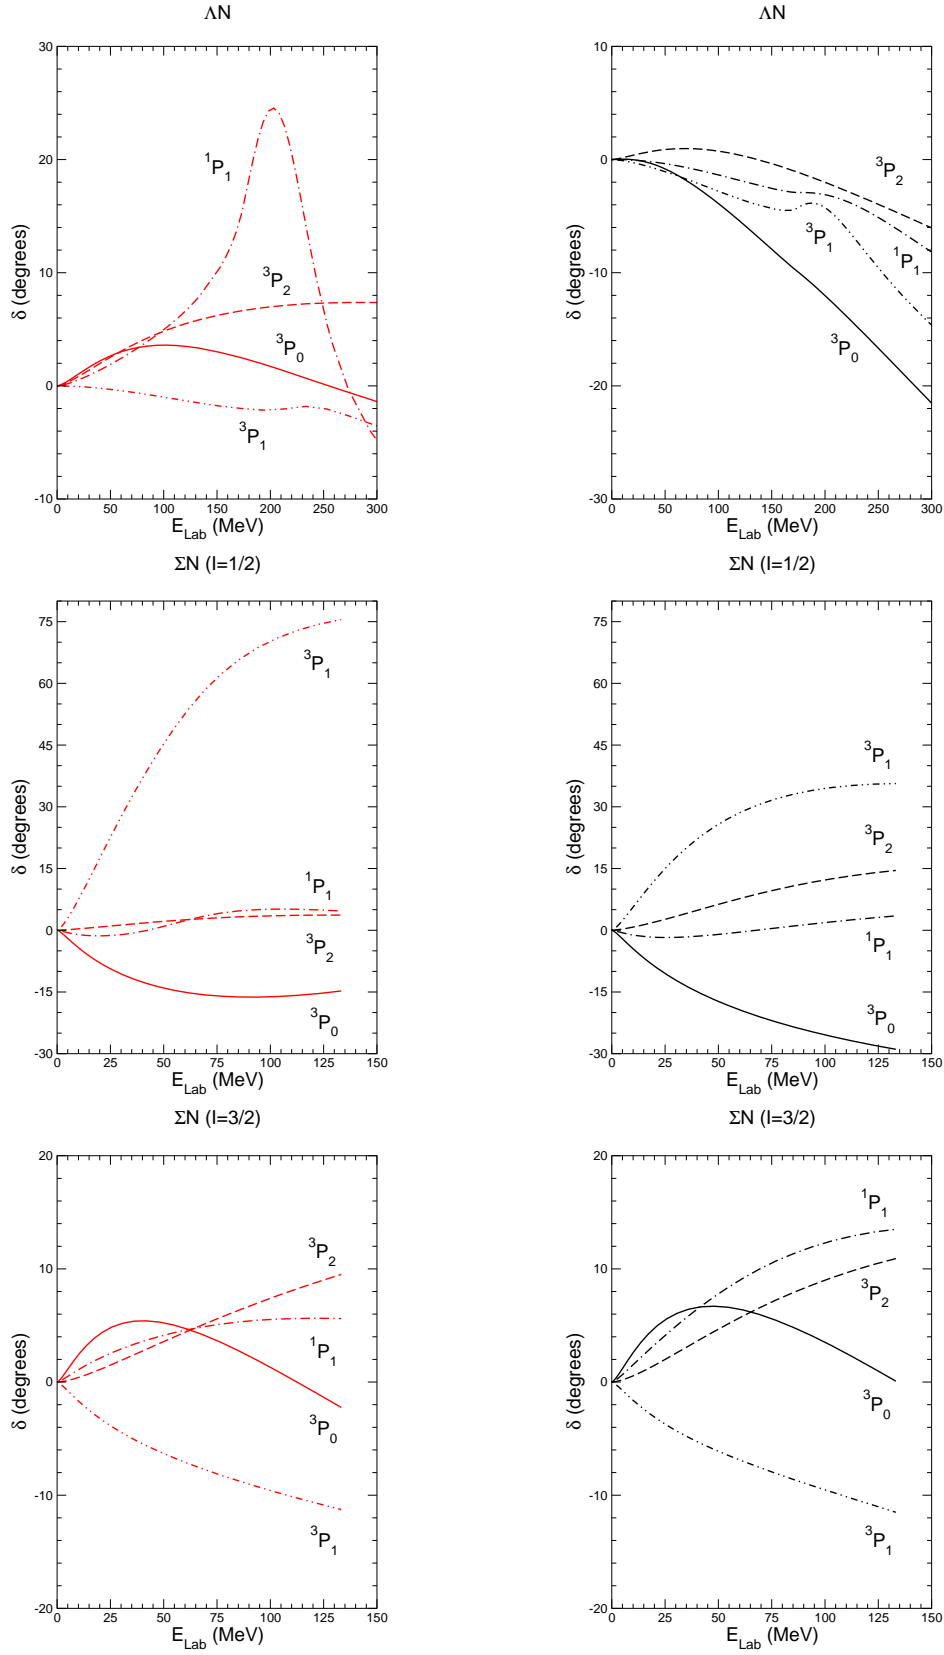 ΛN
30
20
10
0
-10
δ (degrees)
¹P₁
³P₂
³P₀
³P₁
0 50 100 150 200 250 300
E_Lab (MeV)
ΛN
10
0
-10
-20
-30
δ (degrees)
³P₂
³P₁
¹P₁
³P₀
0 50 100 150 200 250 300
E_Lab (MeV)
ΣN (I=1/2)
75
60
45
30
15
0
-15
-30
δ (degrees)
³P₁
¹P₁
³P₂
³P₀
0 25 50 75 100 125 150
E_Lab (MeV)
ΣN (I=1/2)
75
60
45
30
15
0
-15
-30
δ (degrees)
³P₁
³P₂
¹P₁
³P₀
0 25 50 75 100 125 150
E_Lab (MeV)
ΣN (I=3/2)
20
10
0
-10
-20
δ (degrees)
³P₂
¹P₁
³P₀
³P₁
0 25 50 75 100 125 150
E_Lab (MeV)
ΣN (I=3/2)
20
10
0
-10
-20
δ (degrees)
¹P₁
³P₂
³P₀
³P₁
0 25 50 75 100 125 150
E_Lab (MeV)